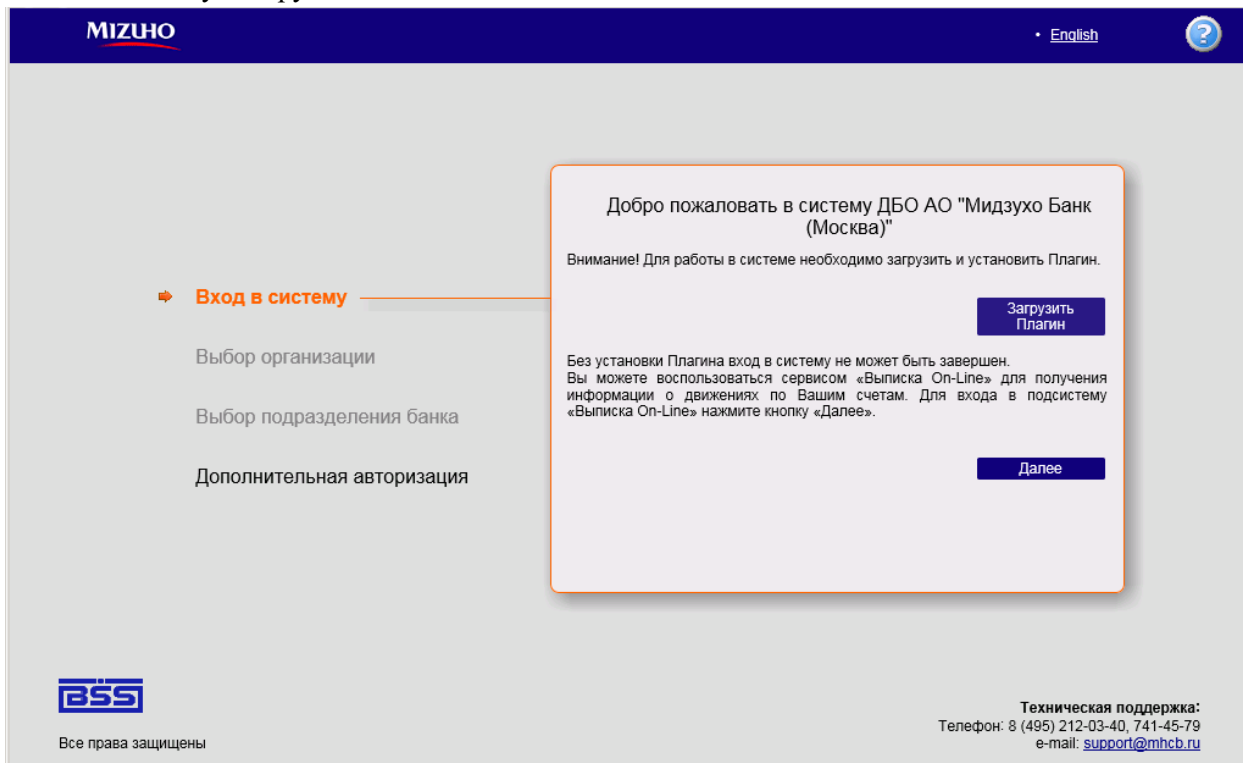 MIZUHO
• English
?
Добро пожаловать в систему ДБО АО "Мидзухо Банк
(Москва)"
Внимание! Для работы в системе необходимо загрузить и установить Плагин.
Вход в систему
Загрузить
Плагин
Выбор организации
Без установки Плагина вход в систему не может быть завершен.
Вы можете воспользоваться сервисом «Выписка On-Line» для получения
информации о движениях по Вашим счетам. Для входа в подсистему
«Выписка On-Line» нажмите кнопку «Далее».
Выбор подразделения банка
Дополнительная авторизация
Далее
BSS
Все права защищены
Техническая поддержка:
Телефон: 8 (495) 212-03-40, 741-45-79
e-mail: support@mhcb.ru